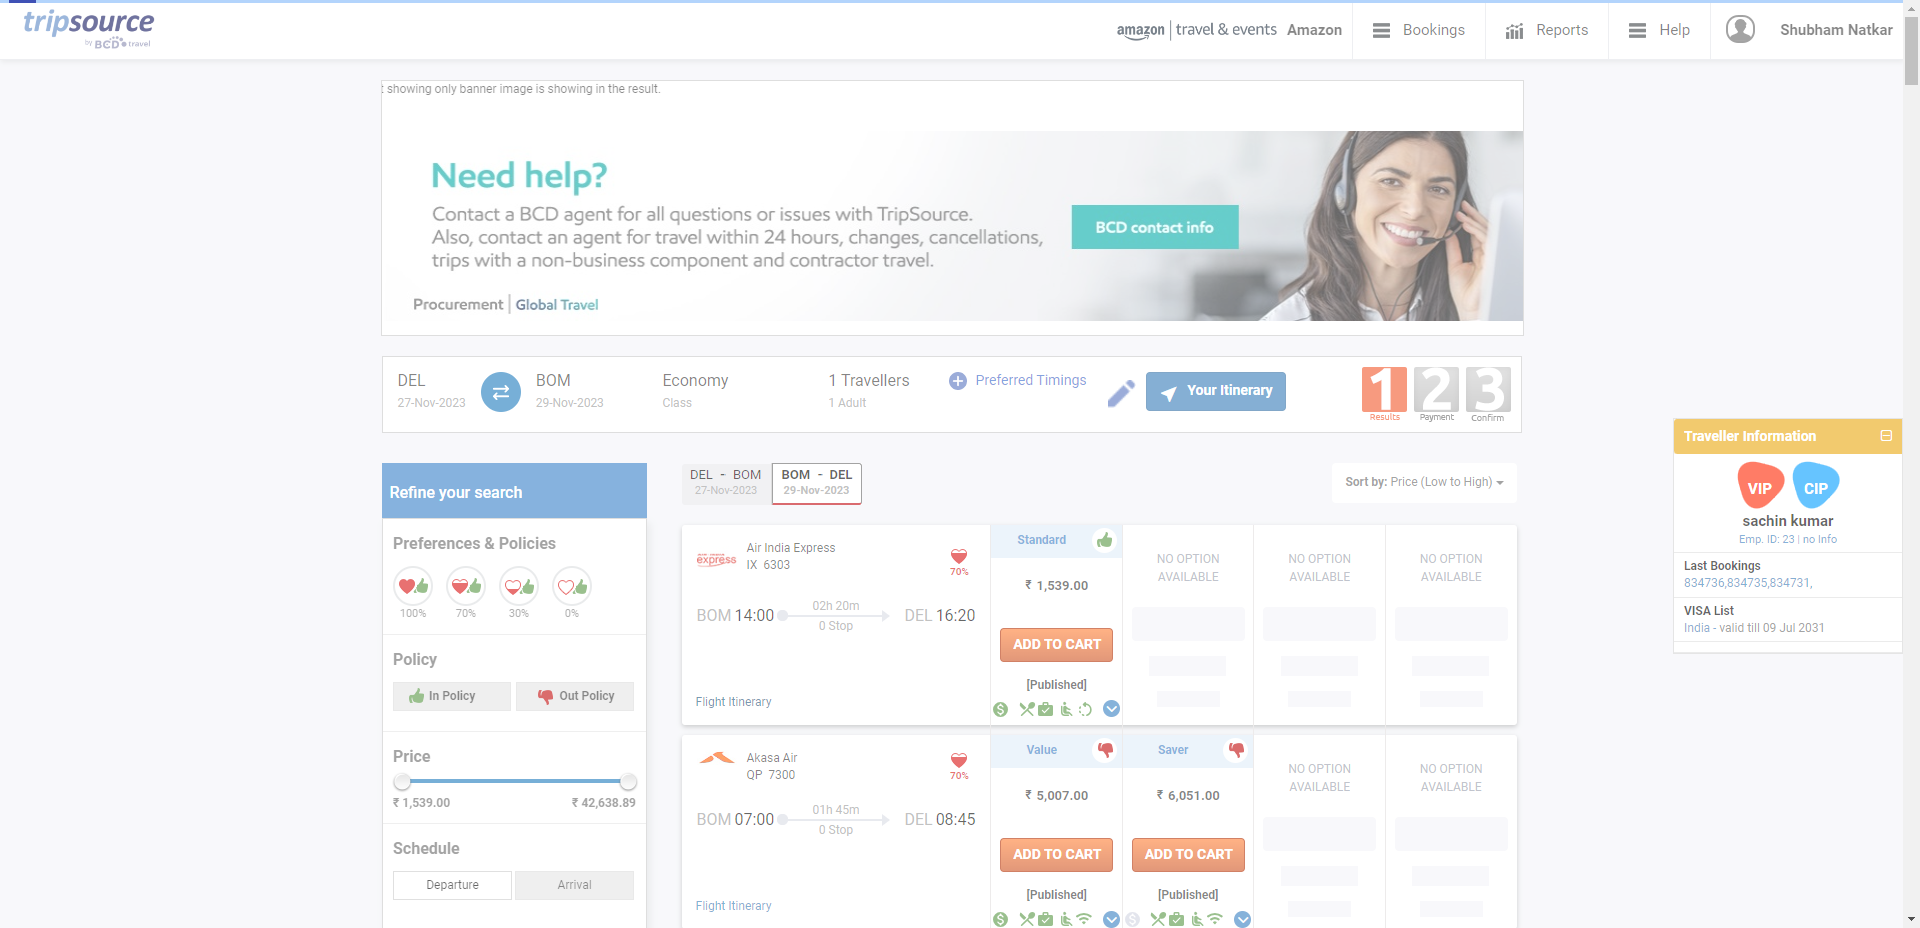 tripsource
by BCD travel
amazon | travel & events Amazon
Bookings
Reports
Help
Shubham Natkar
showing only banner image is showing in the result.
Need help?
Contact a BCD agent for all questions or issues with TripSource.
Also, contact an agent for travel within 24 hours, changes, cancellations,
trips with a non-business component and contractor travel.
BCD contact info
Procurement | Global Travel
DEL
27-Nov-2023
BOM
29-Nov-2023
Economy
Class
1 Travellers
1 Adult
Preferred Timings
Your Itinerary
1 Results
2 Payment
3 Confirm
Traveller Information
VIP CIP
sachin kumar
Emp. ID: 23 | no Info
Last Bookings
834736,834735,834731,
VISA List
India - valid till 09 Jul 2031
Refine your search
Preferences & Policies
100% 70% 30% 0%
Policy
In Policy
Out Policy
Price
₹ 1,539.00 ₹ 42,638.89
Schedule
Departure
Arrival
DEL - BOM
27-Nov-2023
BOM - DEL
29-Nov-2023
Sort by: Price (Low to High)
express
Air India Express
IX 6303
70%
BOM 14:00
02h 20m
0 Stop
DEL 16:20
Flight Itinerary
Standard
₹ 1,539.00
ADD TO CART
[Published]
NO OPTION
AVAILABLE
NO OPTION
AVAILABLE
NO OPTION
AVAILABLE
Akasa Air
QP 7300
70%
BOM 07:00
01h 45m
0 Stop
DEL 08:45
Flight Itinerary
Value
₹ 5,007.00
ADD TO CART
[Published]
Saver
₹ 6,051.00
ADD TO CART
[Published]
NO OPTION
AVAILABLE
NO OPTION
AVAILABLE